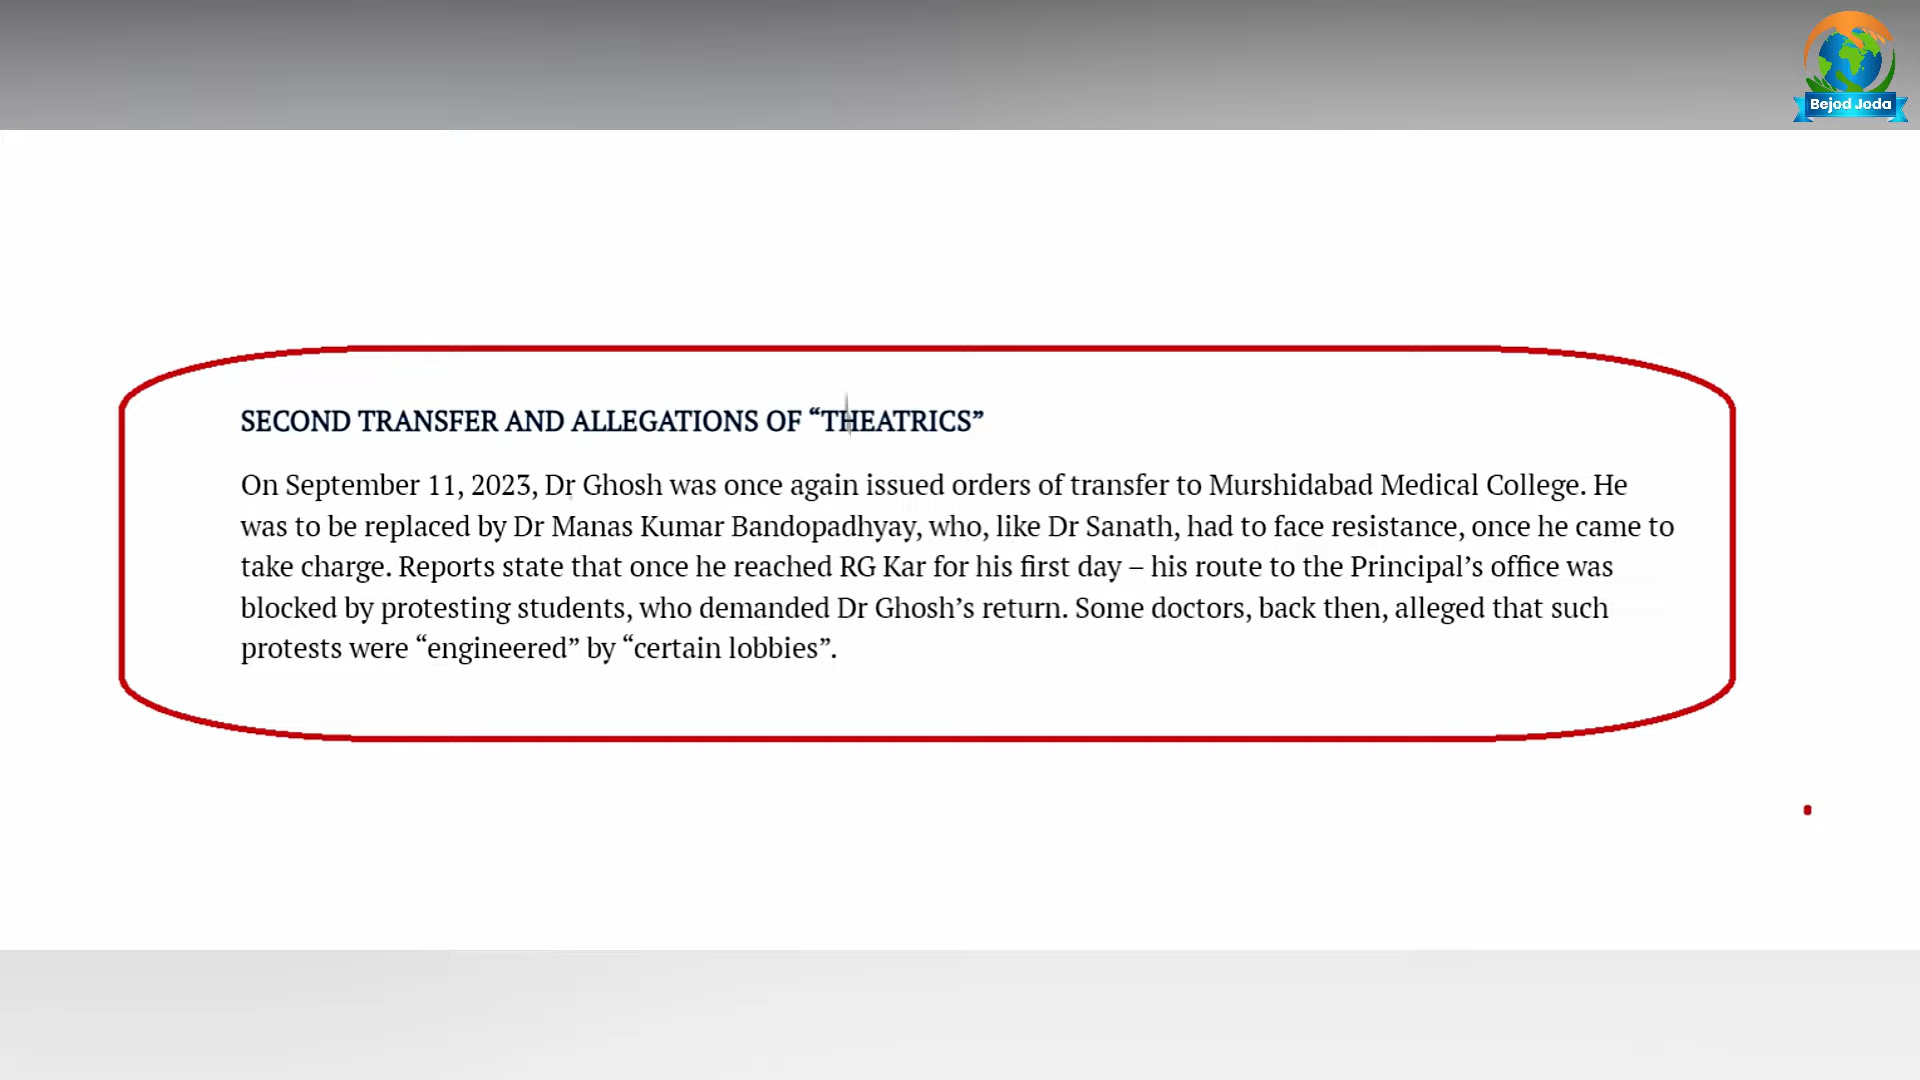 Bejod Joda
SECOND TRANSFER AND ALLEGATIONS OF “THEATRICS”
On September 11, 2023, Dr Ghosh was once again issued orders of transfer to Murshidabad Medical College. He
was to be replaced by Dr Manas Kumar Bandopadhyay, who, like Dr Sanath, had to face resistance, once he came to
take charge. Reports state that once he reached RG Kar for his first day – his route to the Principal’s office was
blocked by protesting students, who demanded Dr Ghosh’s return. Some doctors, back then, alleged that such
protests were “engineered” by “certain lobbies”.